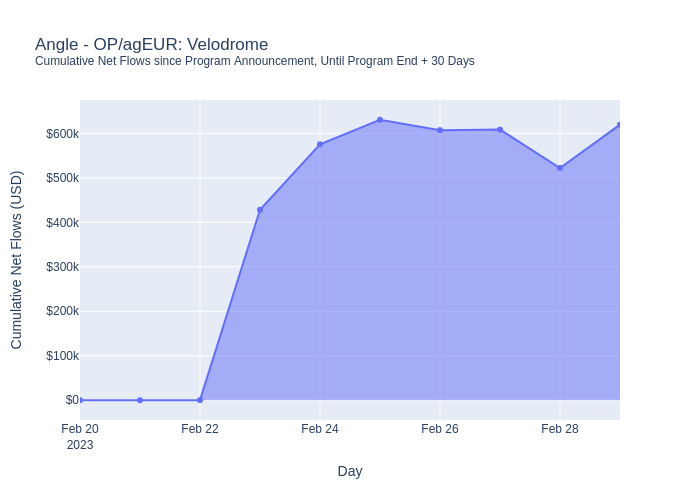 Angle - OP/agEUR: Velodrome
Cumulative Net Flows since Program Announcement, Until Program End + 30 Days
Cumulative Net Flows (USD)
$600k
$500k
$400k
$300k
$200k
$100k
$0
Feb 20
2023
Feb 22
Feb 24
Feb 26
Feb 28
Day